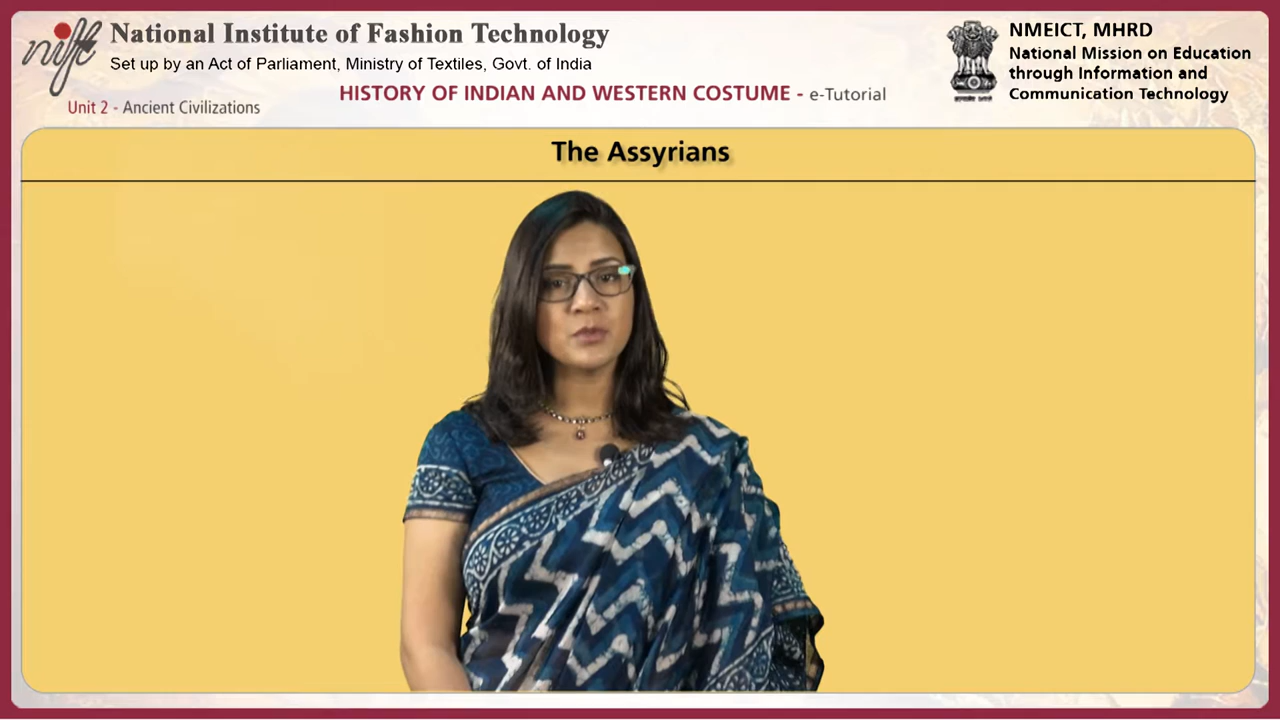 nift
National Institute of Fashion Technology
Set up by an Act of Parliament, Ministry of Textiles, Govt. of India
NMEICT, MHRD
National Mission on Education
through Information and
Communication Technology
HISTORY OF INDIAN AND WESTERN COSTUME - e-Tutorial
Unit 2 - Ancient Civilizations
The Assyrians